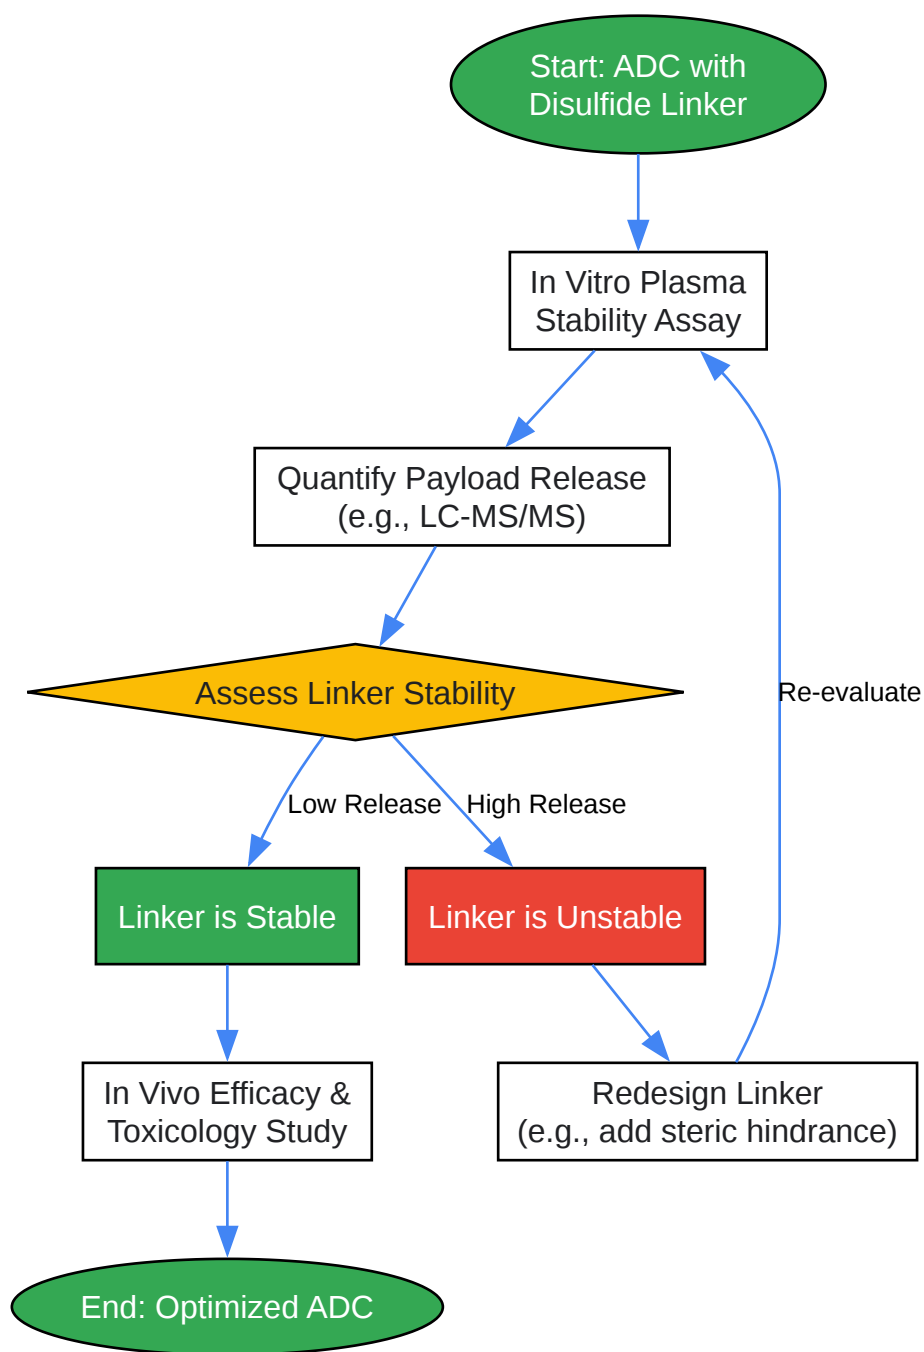 Start: ADC with
Disulfide Linker
In Vitro Plasma
Stability Assay
Quantify Payload Release
(e.g., LC-MS/MS)
Assess Linker Stability
Re-evaluate
Low Release
High Release
Linker is Stable
Linker is Unstable
In Vivo Efficacy &
Toxicology Study
Redesign Linker
(e.g., add steric hindrance)
End: Optimized ADC